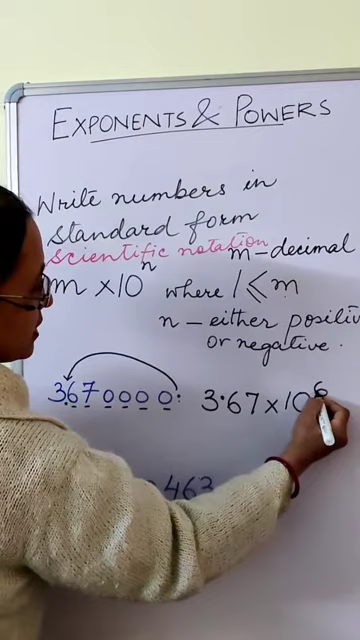 EXPONENTS & POWERS
Write numbers in
standard form
scientific notation
m × 10ⁿ where 1 ≤ m
m – decimal
n – either positive
or negative.
3670000. 3.67 × 10⁶
463